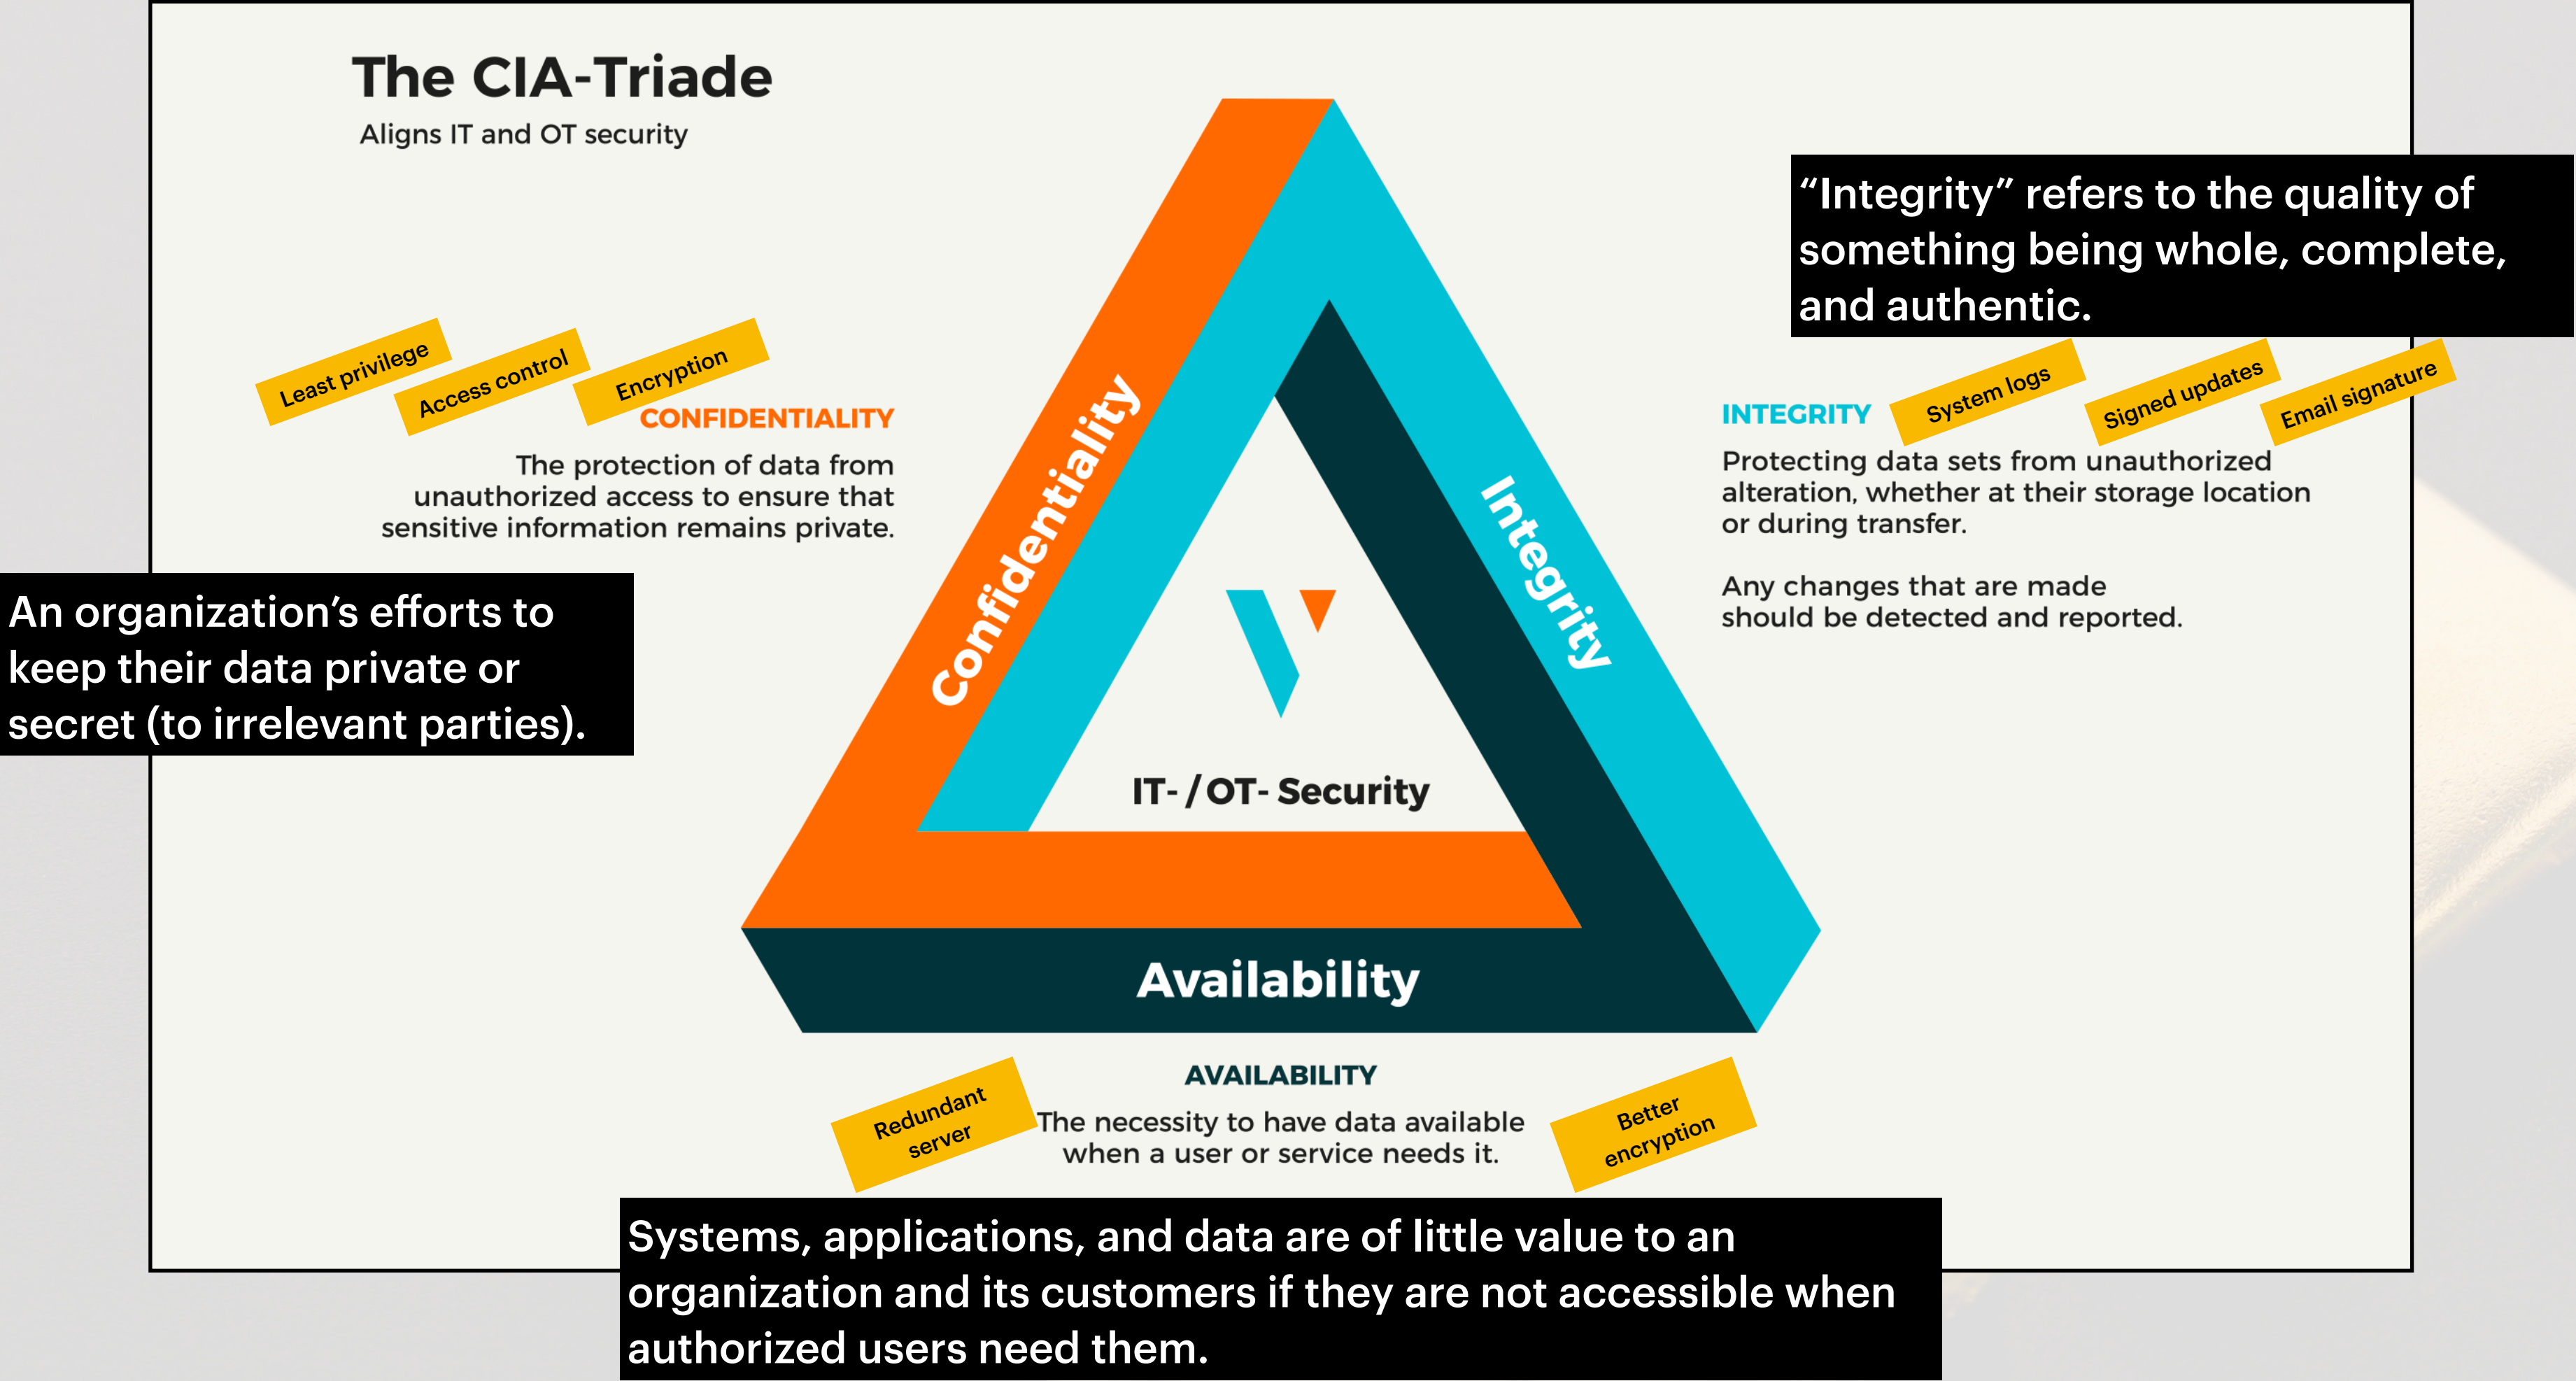 The CIA-Triade
Aligns IT and OT security
“Integrity” refers to the quality of
something being whole, complete,
and authentic.
Least privilege
Access control
Encryption
CONFIDENTIALITY
The protection of data from
unauthorized access to ensure that
sensitive information remains private.
An organization’s efforts to
keep their data private or
secret (to irrelevant parties).
Confidentiality
Integrity
INTEGRITY
System logs
Signed updates
Email signature
Protecting data sets from unauthorized
alteration, whether at their storage location
or during transfer.
Any changes that are made
should be detected and reported.
IT- / OT- Security
Availability
AVAILABILITY
Redundant
server
The necessity to have data available
when a user or service needs it.
Better
encryption
Systems, applications, and data are of little value to an
organization and its customers if they are not accessible when
authorized users need them.